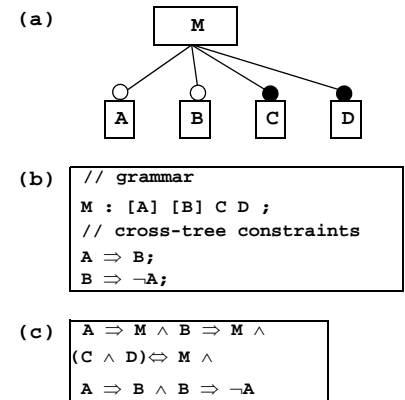 (a)
M
A B C D
(b)
// grammar
M : [A] [B] C D ;
// cross-tree constraints
A ⇒ B;
B ⇒ ¬A;
(c)
A ⇒ M ∧ B ⇒ M ∧
(C ∧ D)⇔ M ∧
A ⇒ B ∧ B ⇒ ¬A